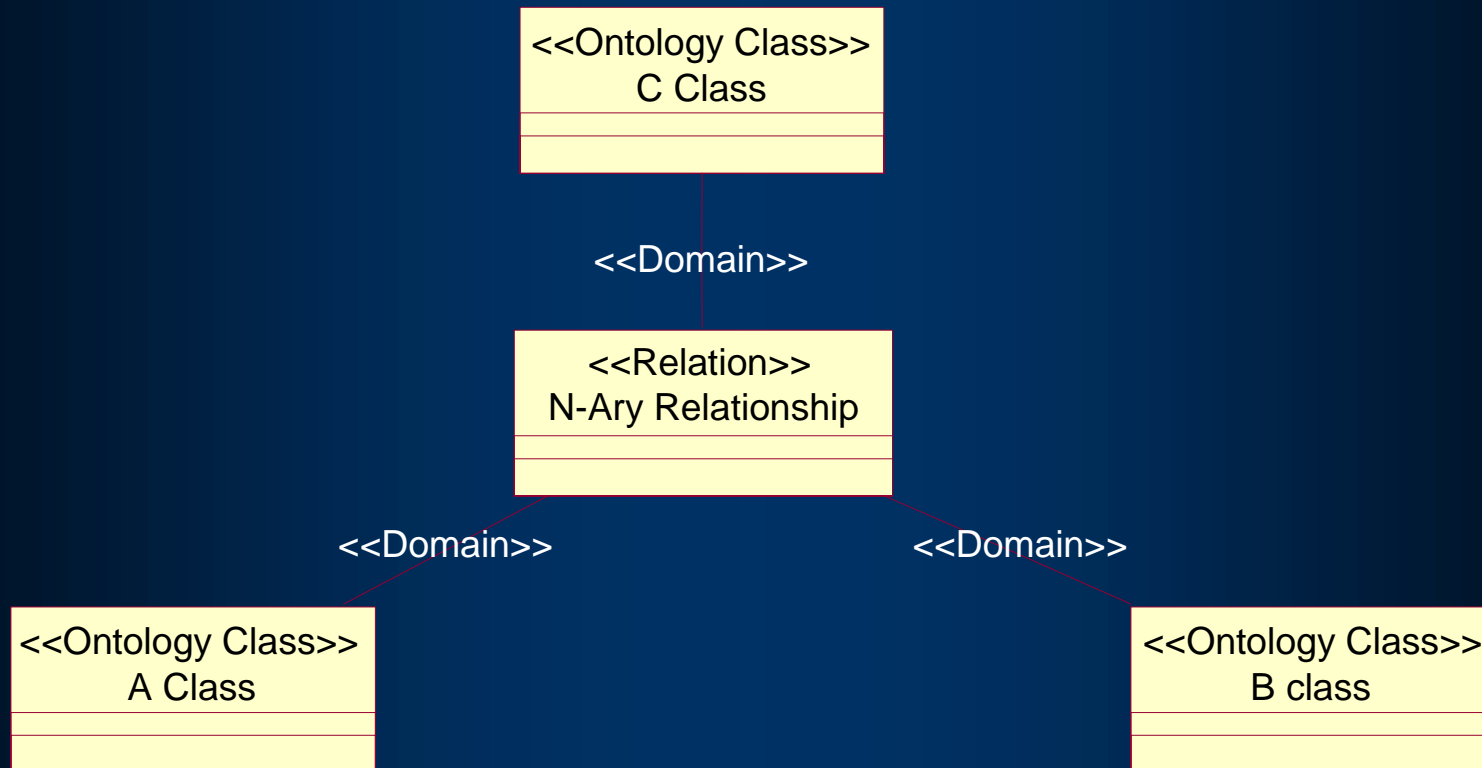 <<Ontology Class>>
C Class
<<Domain>>
<<Relation>>
N-Ary Relationship
<<Domain>>
<<Domain>>
<<Ontology Class>>
A Class
<<Ontology Class>>
B class